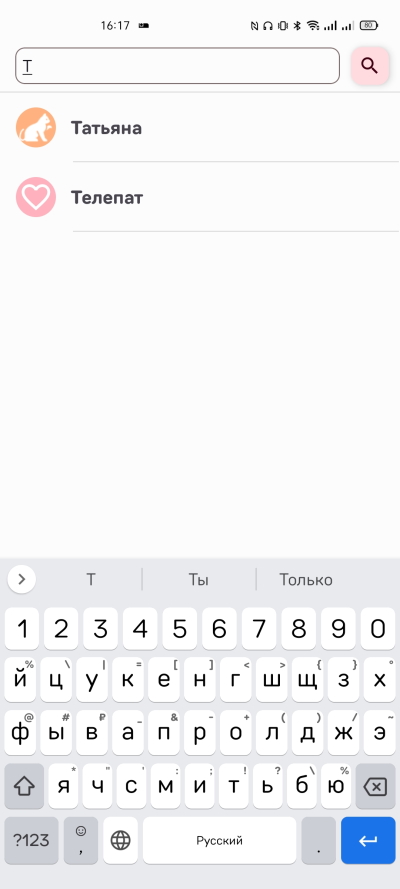 16:17 80
Т
Татьяна
Телепат
Т Ты Только
1 2 3 4 5 6 7 8 9 0
% \ | = [ ] < > { } °
й ц у к е н г ш щ з х
@ # ₽ _ & - + ( ) / ~
ф ы в а п р о л д ж э
* " ' : ; ! ? \ %
я ч с м и т ь б ю
?123 , Русский .